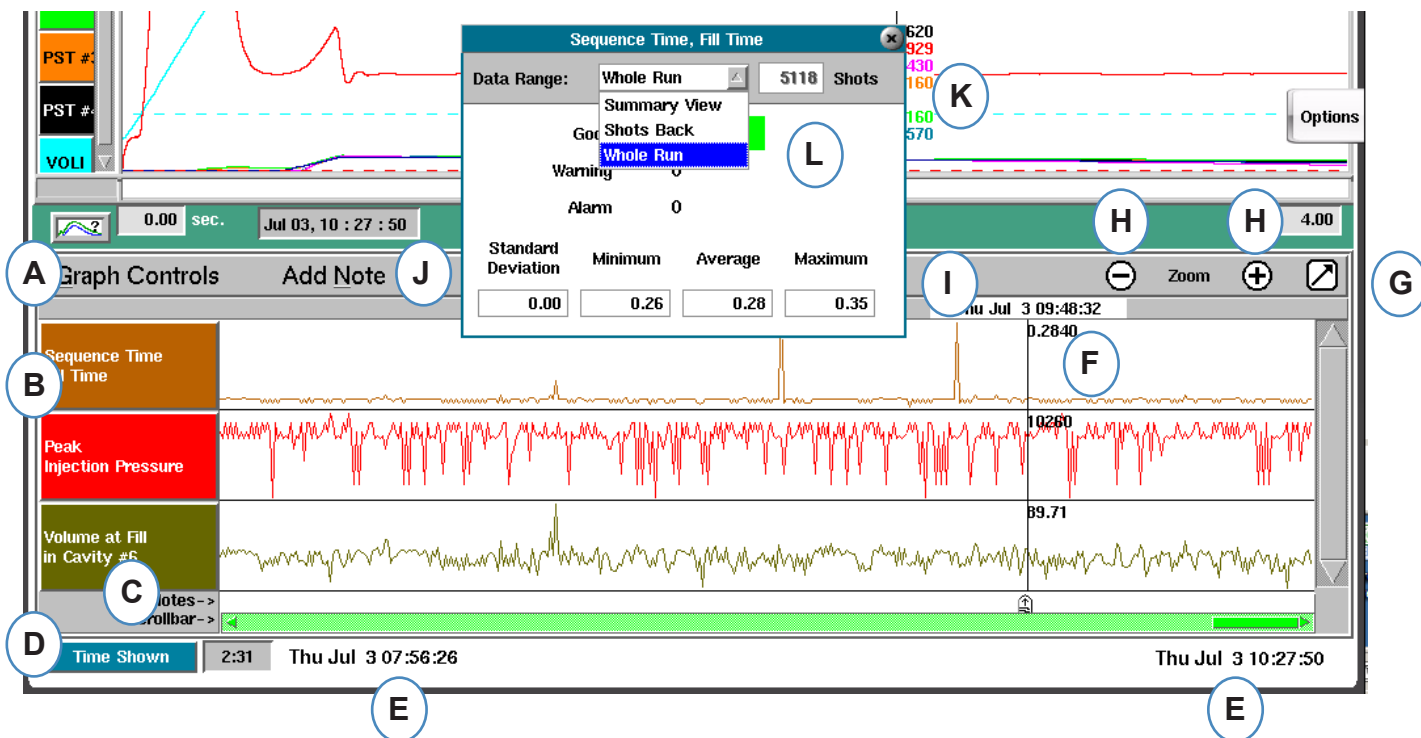 Sequence Time, Fill Time
620
929
430
160
160
570
PST #
PST #
VOLI
Data Range:
Whole Run
5118
Shots
Summary View
Shots Back
Whole Run
K
L
Options
Warning
0
Alarm
0
0.00 sec.
Jul 03, 10 : 27 : 50
H
H
4.00
Standard
Deviation
Minimum
Average
Maximum
0.00
0.26
0.28
0.35
A
Graph Controls
Add Note
J
I
Zoom
G
Thu Jul 3 09:48:32
B
Sequence Time
Fill Time
0.2840
F
Peak
Injection Pressure
10260
Volume at Fill
in Cavity #6
89.71
C
Notes->
Scrollbar->
D
Time Shown
2:31
Thu Jul 3 07:56:26
Thu Jul 3 10:27:50
E
E